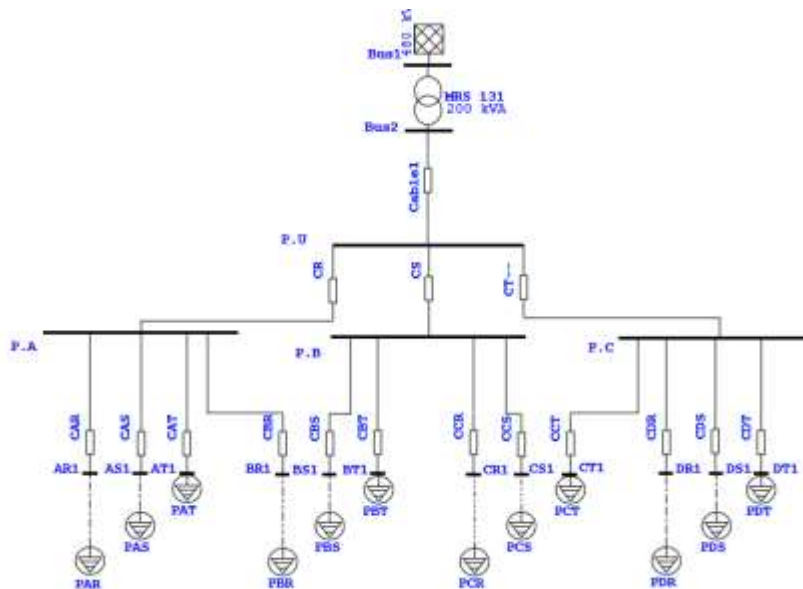 Bus1
MRS 131
200 kVA
Bus2
Cable1
P.U
CR
CS
CT--
P.A
P.B
P.C
CAR
CAS
CAT
CBR
CBS
CBT
CCR
CCS
CCT
CDR
CDS
CDT
AR1
AS1
AT1
BR1
BS1
BT1
CR1
CS1
CT1
DR1
DS1
DT1
PAT
PBT
PCT
PDT
PAS
PBS
PCS
PDS
PAR
PBR
PCR
PDR